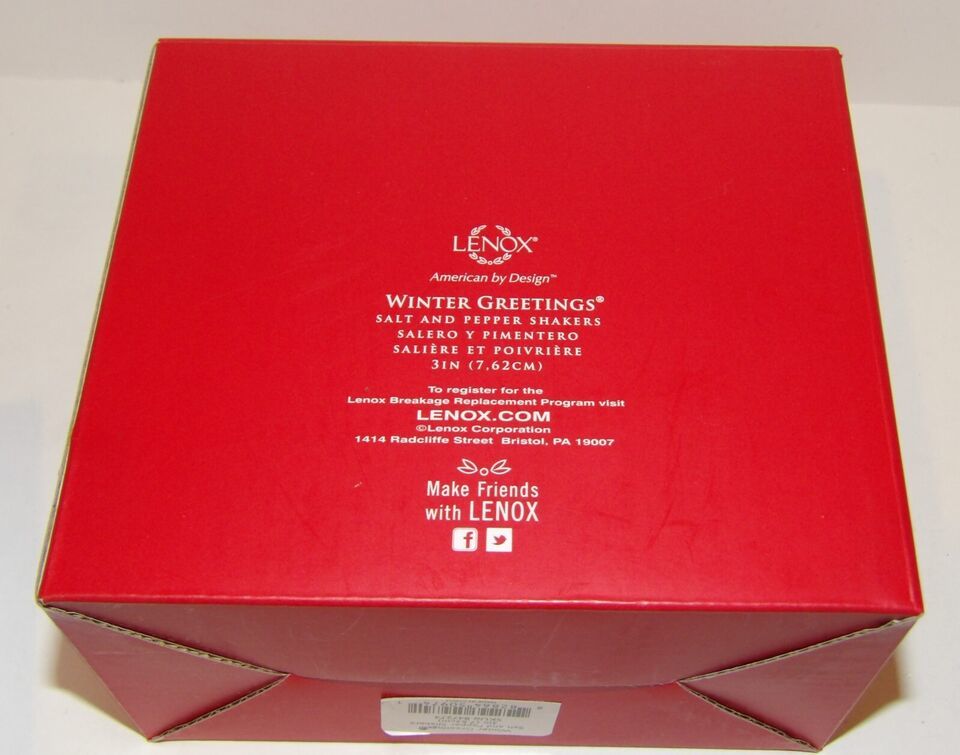 LENOX®
American by Design™
WINTER GREETINGS®
SALT AND PEPPER SHAKERS
SALERO Y PIMENTERO
SALIÈRE ET POIVRIÈRE
3IN (7,62CM)
To register for the
Lenox Breakage Replacement Program visit
LENOX.COM
©Lenox Corporation
1414 Radcliffe Street Bristol, PA 19007
Make Friends
with LENOX
f